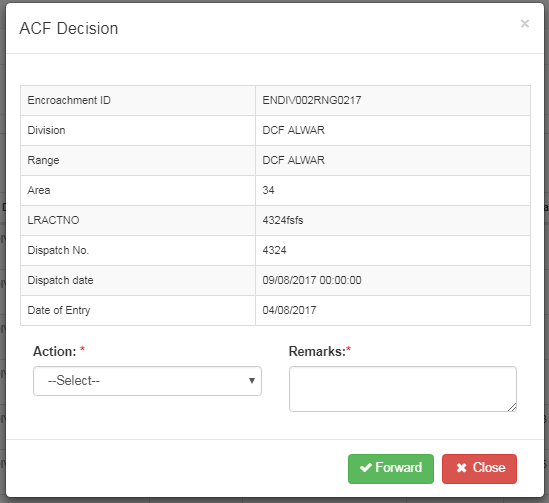 ACF Decision ×
Encroachment ID ENDIV002RNG0217
Division DCF ALWAR
Range DCF ALWAR
Area 34
LRACTNO 4324fsfs
Dispatch No. 4324
Dispatch date 09/08/2017 00:00:00
Date of Entry 04/08/2017
Action: * Remarks:*
--Select--
Forward Close